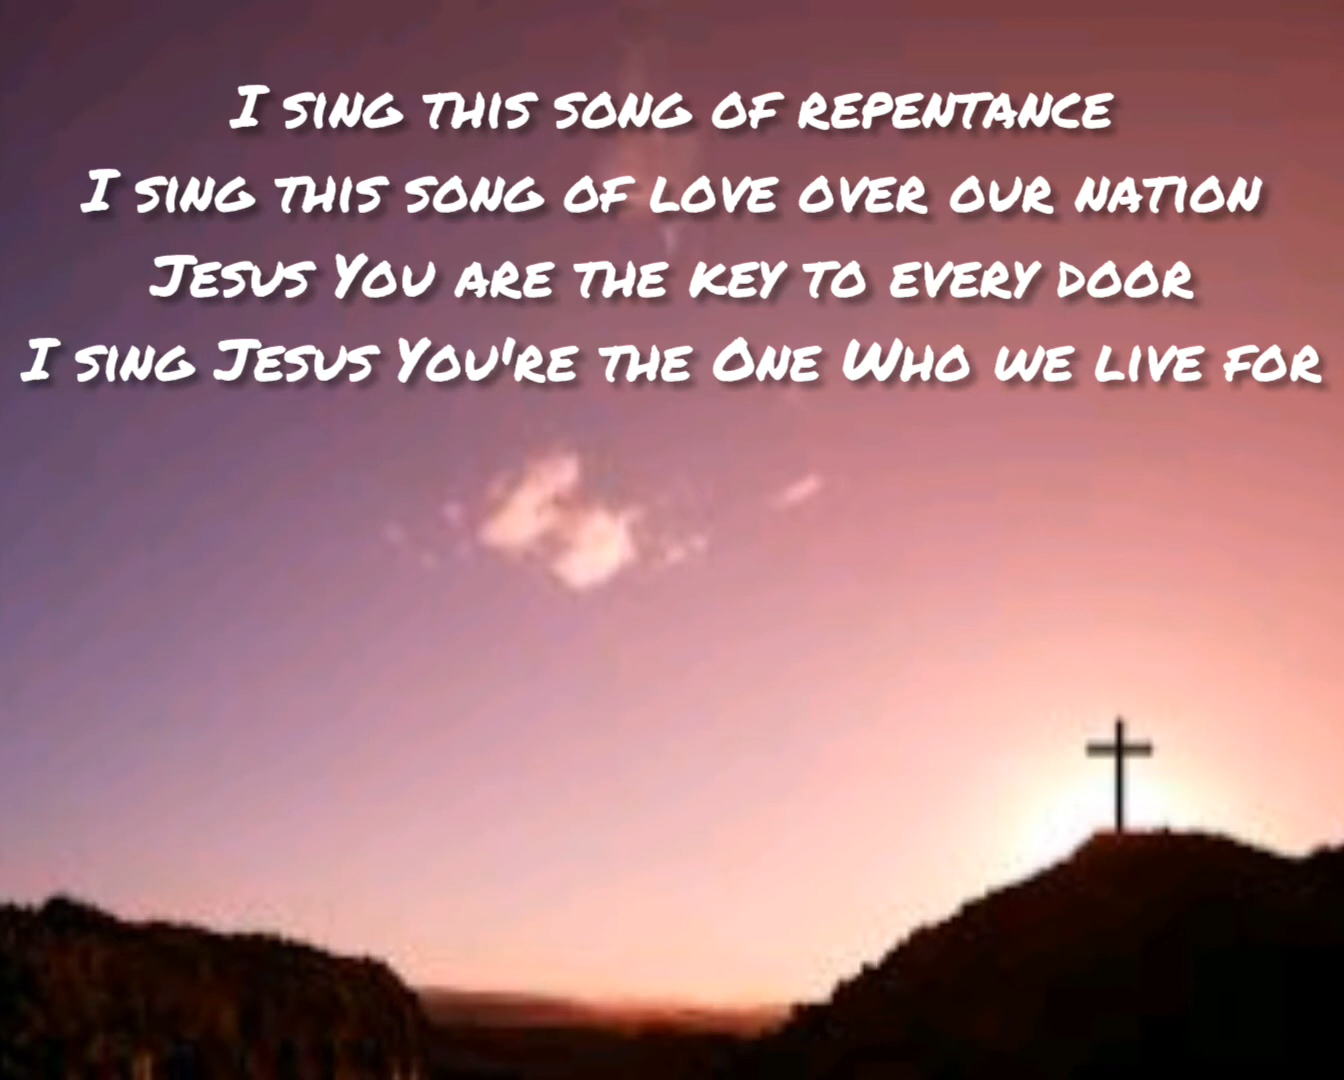 I sing this song of repentance
I sing this song of love over our nation
Jesus You are the key to every door
I sing Jesus You're the One Who we live for